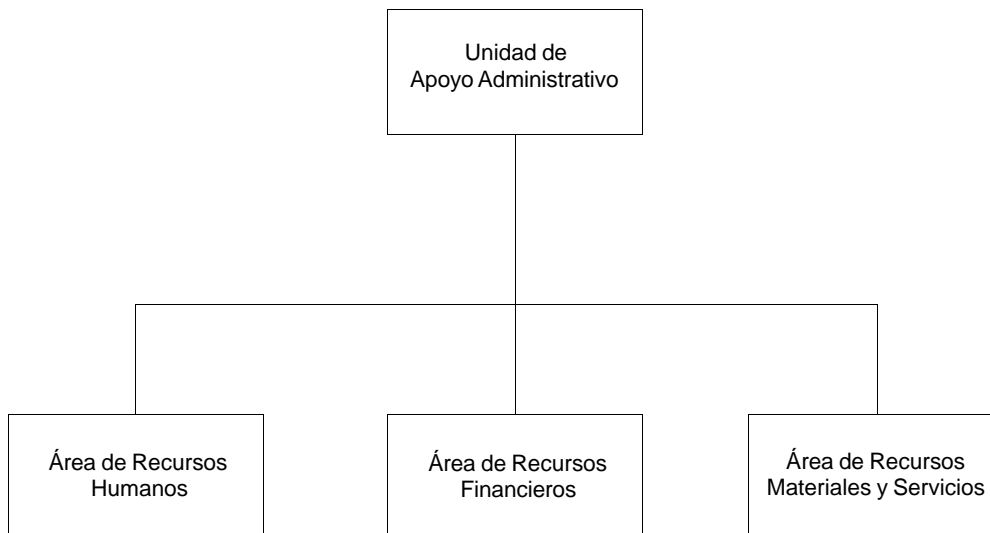 Unidad de
Apoyo Administrativo
Área de Recursos
Humanos
Área de Recursos
Financieros
Área de Recursos
Materiales y Servicios